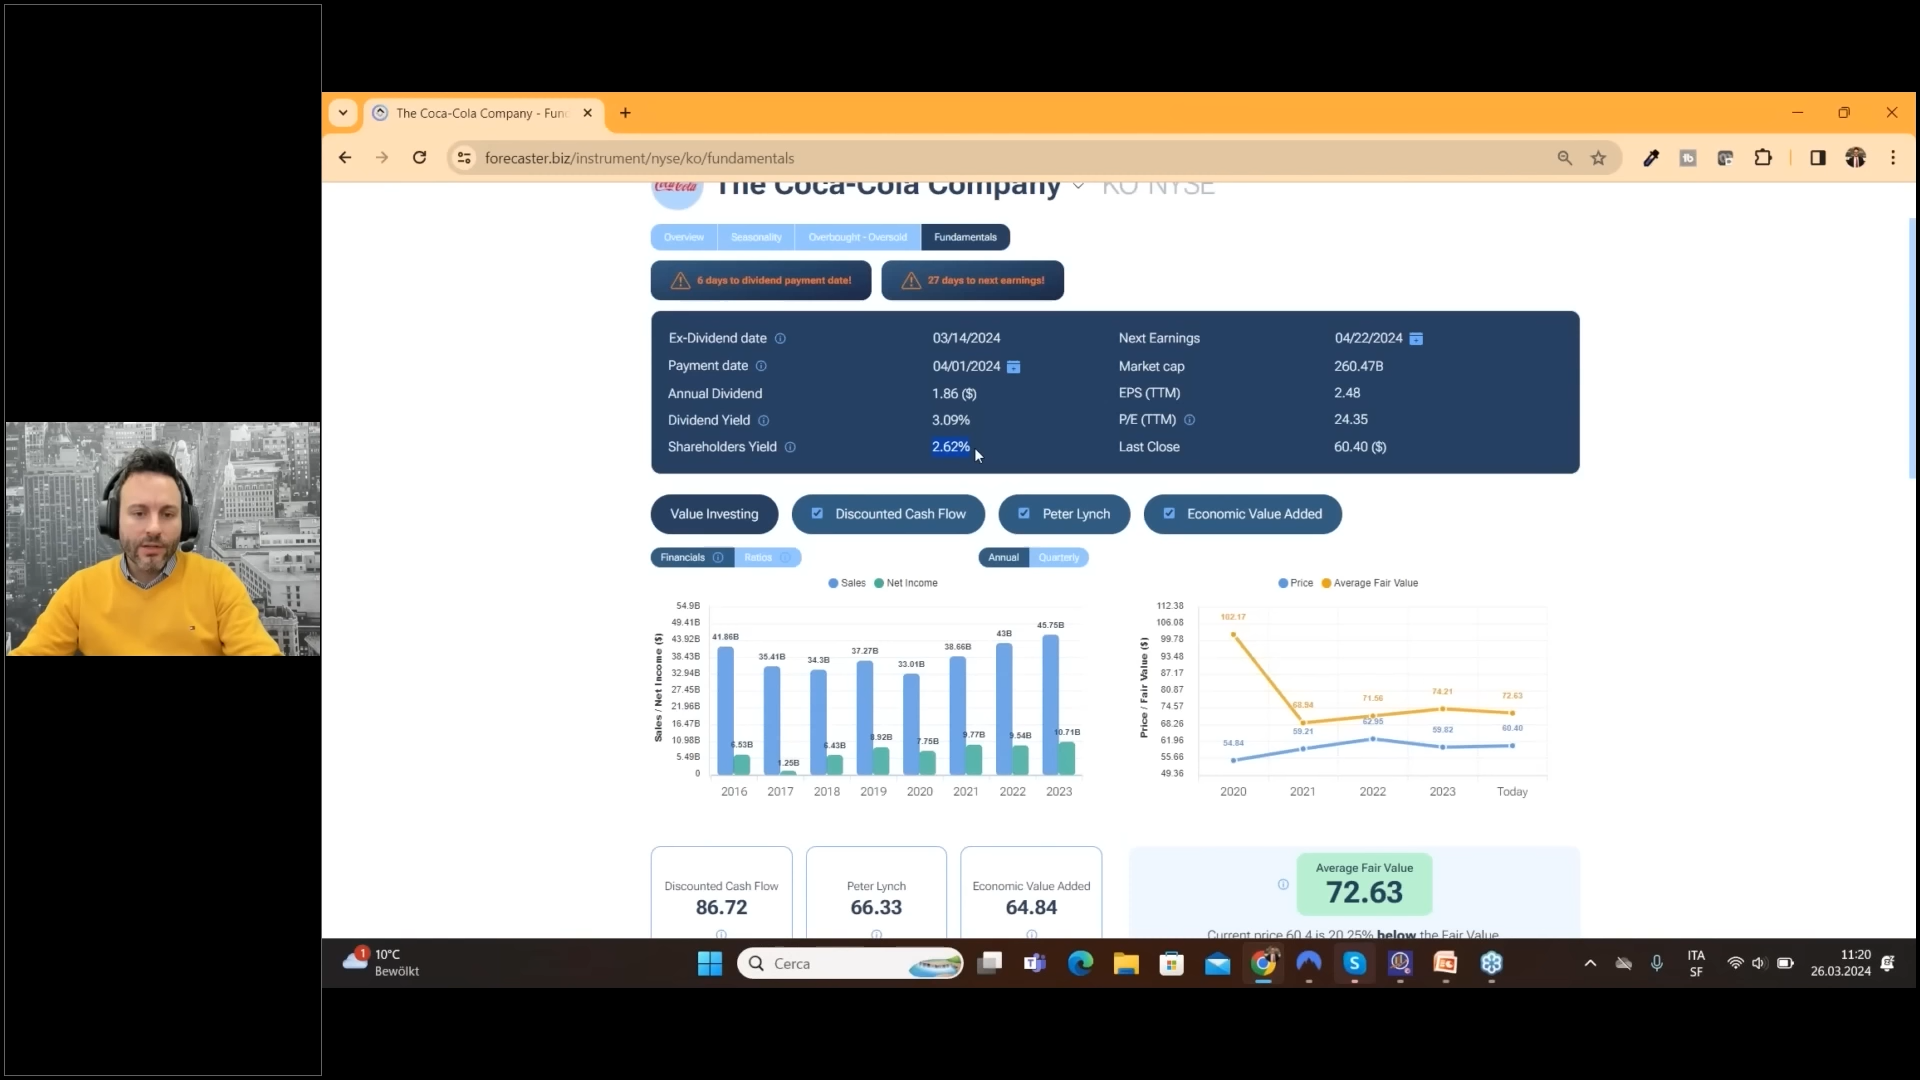 The Coca-Cola Company - Fun
forecaster.biz/instrument/nyse/ko/fundamentals
Coca-Cola
The Coca-Cola Company KO NYSE
Overview Seasonality Overbought - Oversold Fundamentals
6 days to dividend payment date! 27 days to next earnings!
Ex-Dividend date 03/14/2024 Next Earnings 04/22/2024
Payment date 04/01/2024 Market cap 260.47B
Annual Dividend 1.86 ($) EPS (TTM) 2.48
Dividend Yield 3.09% P/E (TTM) 24.35
Shareholders Yield 2.62% Last Close 60.40 ($)
Value Investing Discounted Cash Flow Peter Lynch Economic Value Added
Financials Ratios Annual Quarterly
Sales Net Income
Sales / Net Income ($)
54.9B
49.41B
43.92B
38.43B
32.94B
27.45B
21.96B
16.47B
10.98B
5.49B
0
41.86B 35.41B 34.3B 37.27B 33.01B 38.66B 43B 45.75B
6.53B 1.25B 6.43B 8.92B 7.75B 9.77B 9.54B 10.71B
2016 2017 2018 2019 2020 2021 2022 2023
Price Average Fair Value
Price / Fair Value ($)
112.38
106.08
99.78
93.48
87.17
80.87
74.57
68.26
61.96
55.66
49.36
102.17 68.54 71.56 74.21 72.63
54.84 59.21 62.95 59.82 60.40
2020 2021 2022 2023 Today
Discounted Cash Flow
86.72
Peter Lynch
66.33
Economic Value Added
64.84
Average Fair Value
72.63
Current price 60.4 is 20.25% below the Fair Value
1
10°C
Bewölkt
Cerca
ITA
SF
11:20
26.03.2024